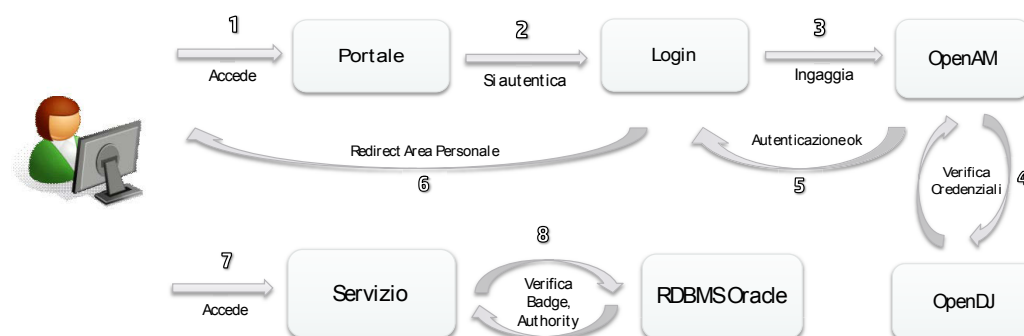 1
2
3
Portale
Login
OpenAM
Accede
Si autentica
Ingaggia
Redirect Area Personale
Autenticazione ok
Verifica
Credenziali
4
6
5
7
8
Servizio
Verifica
Badge,
Authority
RDBMS Oracle
OpenDJ
Accede